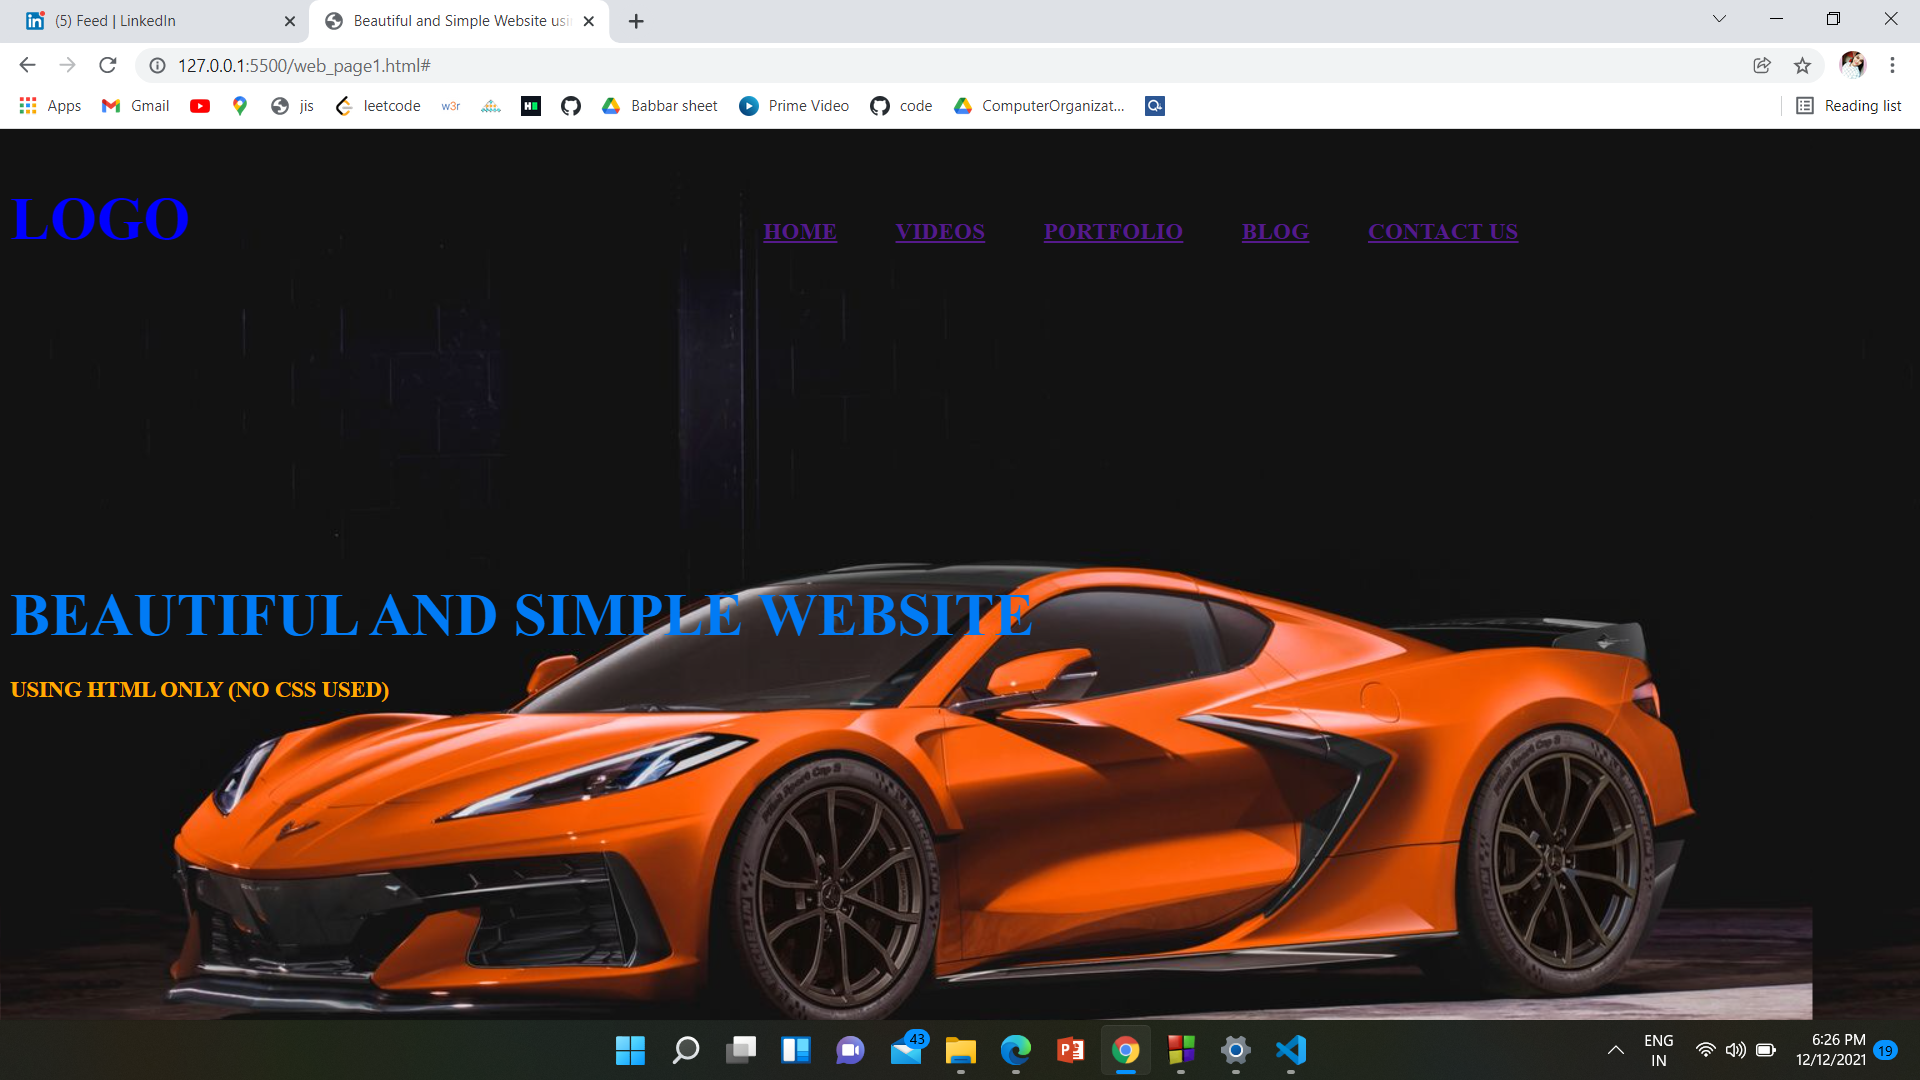 (5) Feed | LinkedIn
Beautiful and Simple Website usi
127.0.0.1:5500/web_page1.html#
Apps Gmail jis leetcode w3r Babbar sheet Prime Video code ComputerOrganizat... Reading list
LOGO
HOME VIDEOS PORTFOLIO BLOG CONTACT US
BEAUTIFUL AND SIMPLE WEBSITE
USING HTML ONLY (NO CSS USED)
43
ENG
IN
6:26 PM
12/12/2021
19